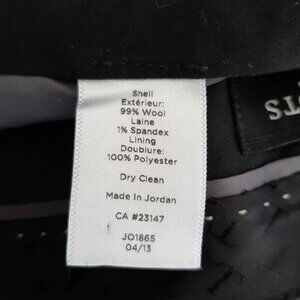 Shell
Extérieur:
99% Wool
Laine
1% Spandex
Lining
Doublure:
100% Polyester
Dry Clean
Made In Jordan
CA #23147
JO1865
04/13